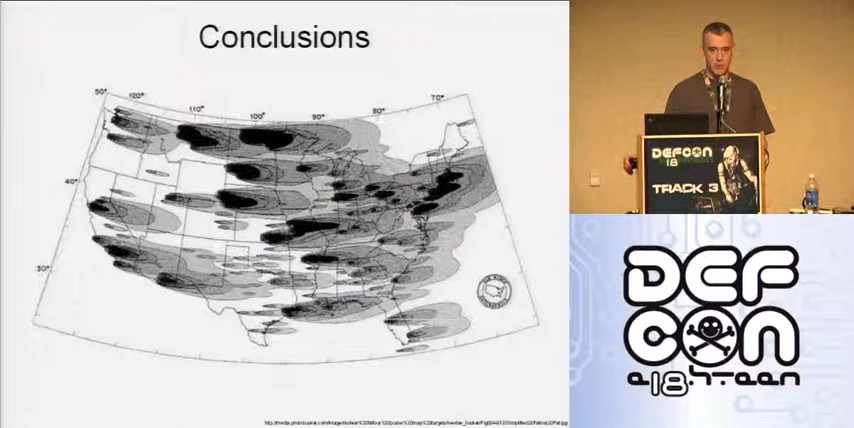 Conclusions
50°
120°
110°
100°
90°
80°
70°
40°
30°
DEFCON
18
TRACK 3
DEF
CON
e18hteen